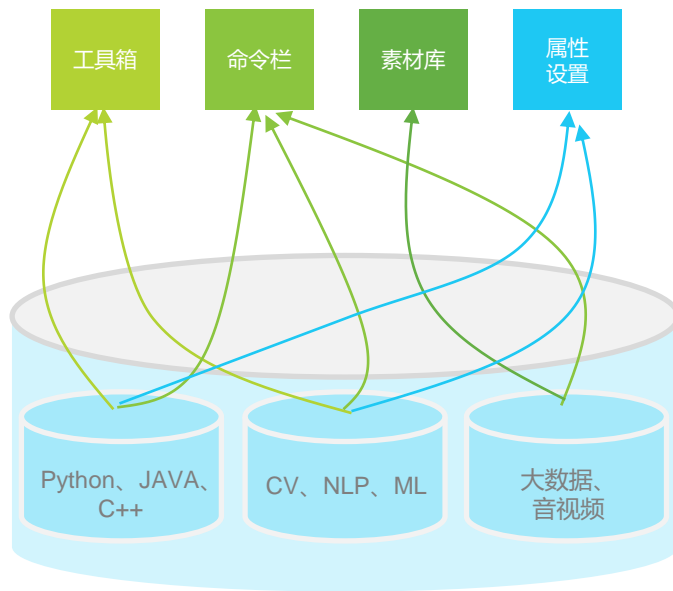 工具箱
命令栏
素材库
属性
设置
Python、JAVA、
C++
CV、NLP、ML
大数据、
音视频